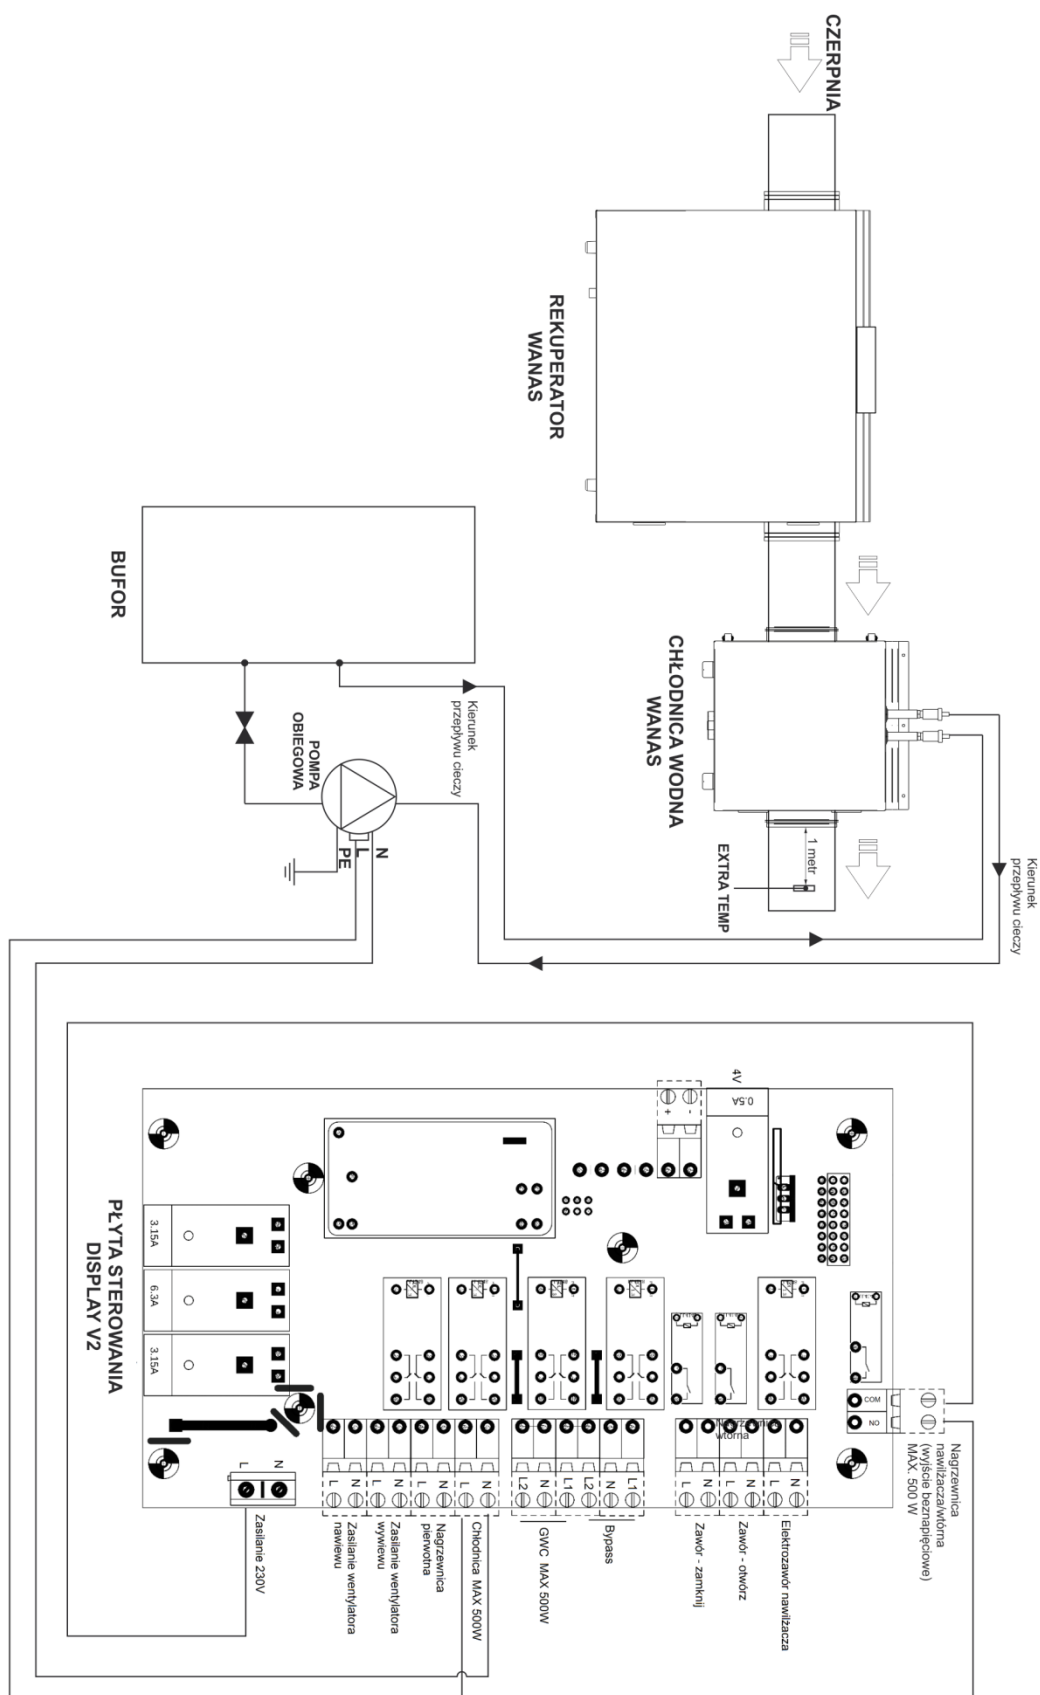 CZERPNIA
REKUPERATOR
WANAS
CHŁODNICA WODNA
WANAS
1 metr
EXTRA TEMP
Kierunek
przepływu cieczy
BUFOR
Kierunek
przepływu cieczy
POMPA
OBIEGOWA
N
L
PE
PŁYTA STEROWANIA
DISPLAY V2
4V
0.5A
+
-
3.15A
6.3A
3.15A
COM
NO
Nagrzewnica
nawilżacza/wtórna
(wyjście beznapięciowe)
MAX. 500 W
wtórna
N
L
Elektrozawór nawilżacza
N
L
Zawór - otwórz
N
L
Zawór - zamknij
L1
N
L2
Bypass
L1
N
L2
GWC MAX 500W
N
L
Chłodnica MAX 500W
N
L
Nagrzewnica
pierwotna
N
L
Zasilanie wentylatora
wywiewu
N
L
Zasilanie wentylatora
nawiewu
N
L
Zasilanie 230V